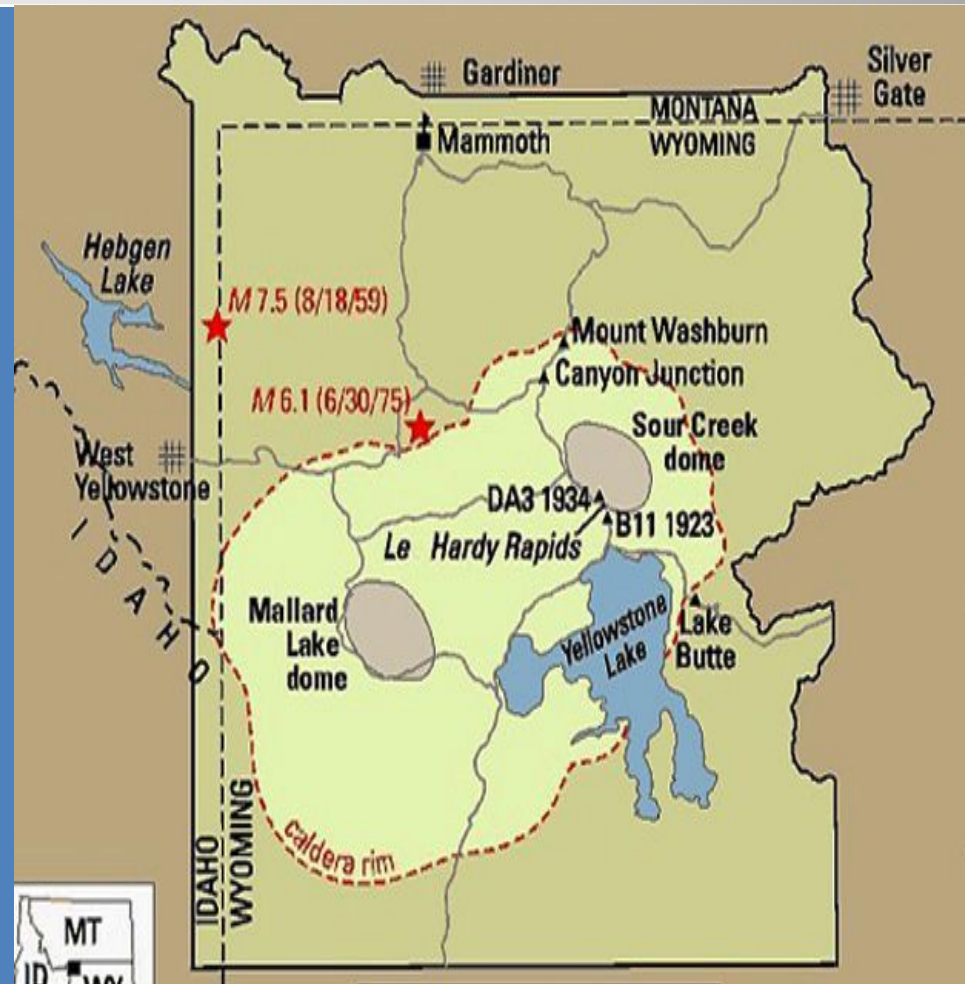 Gardiner
Silver
Gate
MONTANA
WYOMING
Mammoth
Hebgen
Lake
M 7.5 (8/18/59)
Mount Washburn
Canyon Junction
M 6.1 (6/30/75)
Sour Creek
dome
West
Yellowstone
DA3 1934
B11 1923
Le Hardy Rapids
IDAHO
Mallard
Lake
dome
Yellowstone
Lake
Lake
Butte
caldera rim
IDAHO
WYOMING
MT
ID
WY